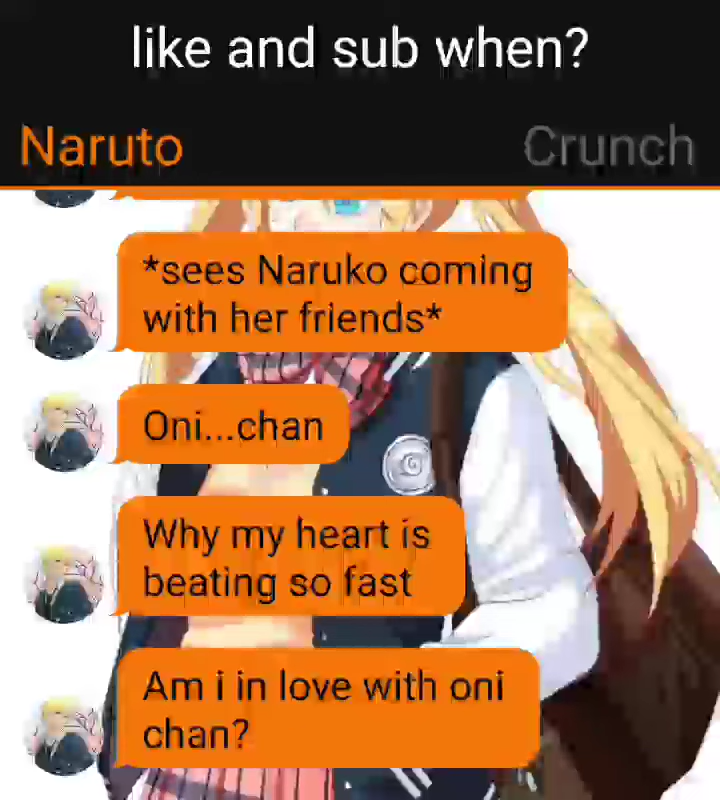 like and sub when?
Naruto
Crunch
*sees Naruko coming
with her friends*
Oni...chan
Why my heart is
beating so fast
Am i in love with oni
chan?